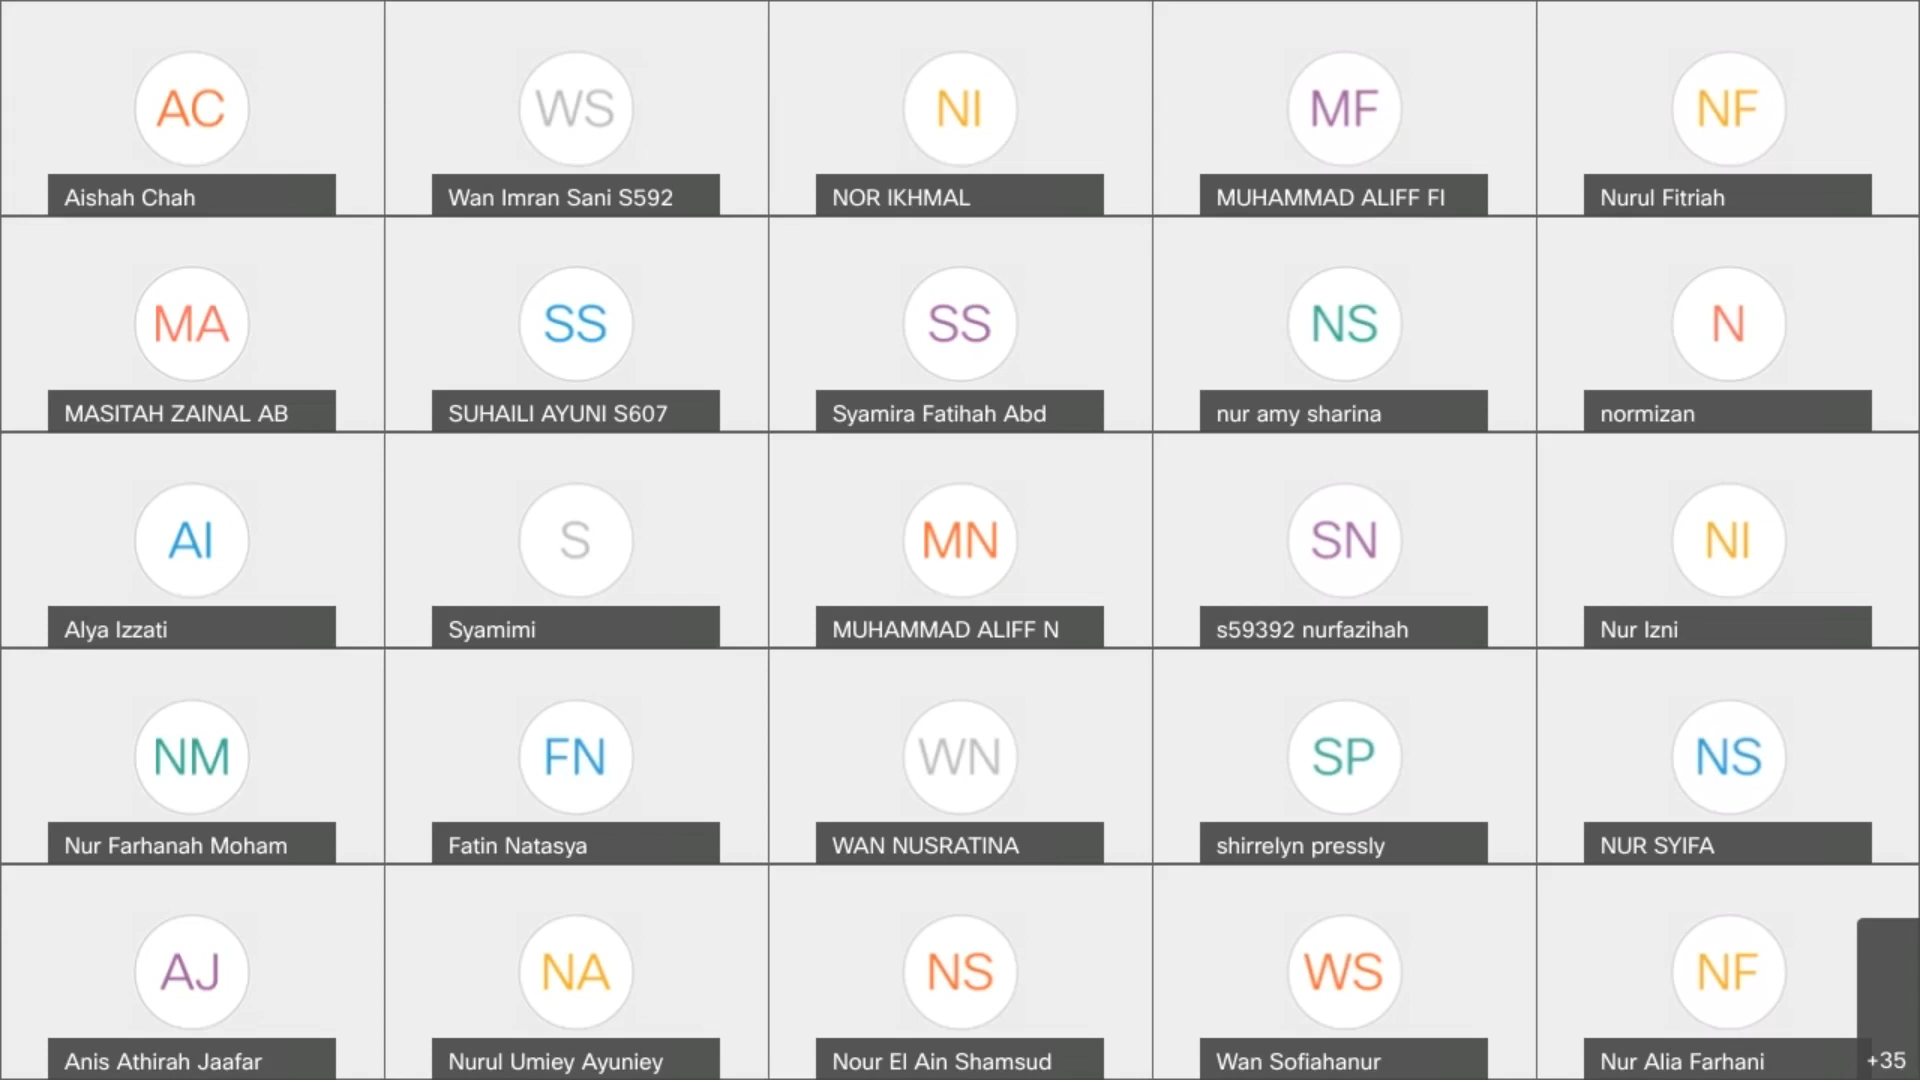 AC
WS
NI
MF
NF
Aishah Chah
Wan Imran Sani S592
NOR IKHMAL
MUHAMMAD ALIFF FI
Nurul Fitriah
MA
SS
SS
NS
N
MASITAH ZAINAL AB
SUHAILI AYUNI S607
Syamira Fatihah Abd
nur amy sharina
normizan
AI
S
MN
SN
NI
Alya Izzati
Syamimi
MUHAMMAD ALIFF N
s59392 nurfazihah
Nur Izni
NM
FN
WN
SP
NS
Nur Farhanah Moham
Fatin Natasya
WAN NUSRATINA
shirrelyn pressly
NUR SYIFA
AJ
NA
NS
WS
NF
Anis Athirah Jaafar
Nurul Umiey Ayuniey
Nour El Ain Shamsud
Wan Sofiahanur
Nur Alia Farhani
+35